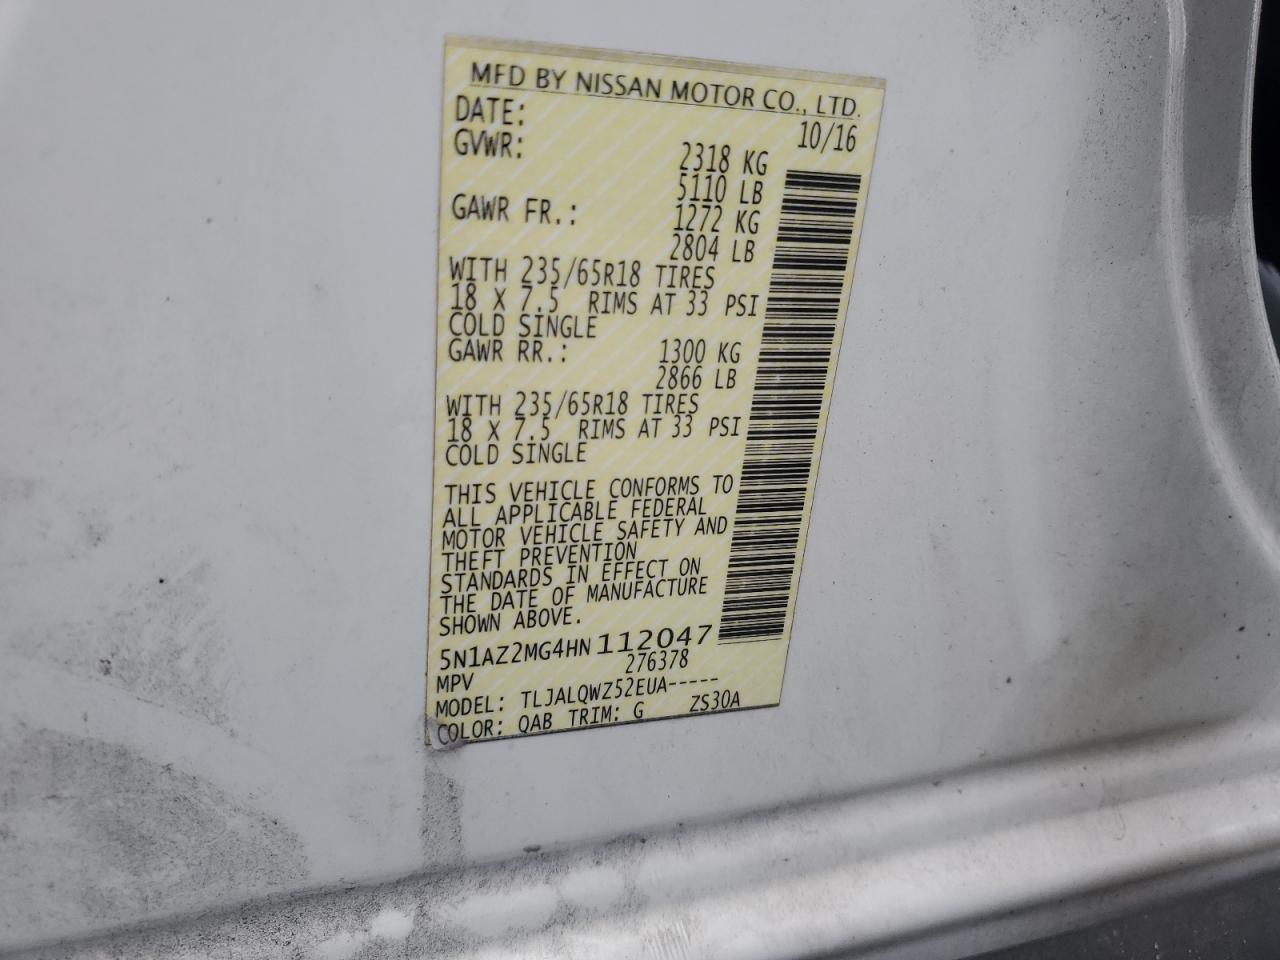 MFD BY NISSAN MOTOR CO., LTD.
DATE: 10/16
GVWR: 2318 KG
5110 LB
GAWR FR.: 1272 KG
2804 LB
WITH 235/65R18 TIRES
18 X 7.5 RIMS AT 33 PSI
COLD SINGLE
GAWR RR.: 1300 KG
2866 LB
WITH 235/65R18 TIRES
18 X 7.5 RIMS AT 33 PSI
COLD SINGLE
THIS VEHICLE CONFORMS TO
ALL APPLICABLE FEDERAL
MOTOR VEHICLE SAFETY AND
THEFT PREVENTION
STANDARDS IN EFFECT ON
THE DATE OF MANUFACTURE
SHOWN ABOVE.
5N1AZ2MG4HN112047
276378
MPV
MODEL: TLJALQWZ52EUA-----
COLOR: QAB TRIM: G ZS30A